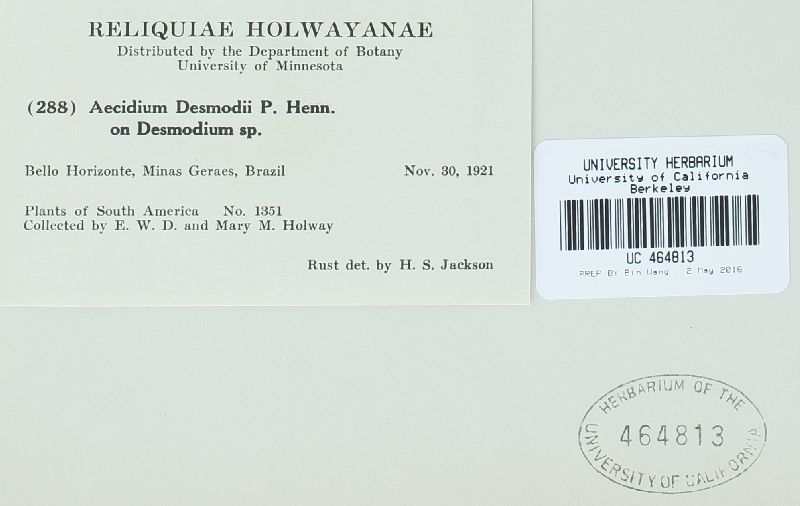 RELIQUIAE HOLWAYANAE
Distributed by the Department of Botany
University of Minnesota
(288) Aecidium Desmodii P. Henn.
on Desmodium sp.
Bello Horizonte, Minas Geraes, Brazil Nov. 30, 1921
Plants of South America No. 1351
Collected by E. W. D. and Mary M. Holway
Rust det. by H. S. Jackson
UNIVERSITY HERBARIUM
University of California
Berkeley
UC 464813
PREP BY Bin Wang , 2 May 2016
HERBARIUM OF THE
464813
UNIVERSITY OF CALIFORNIA